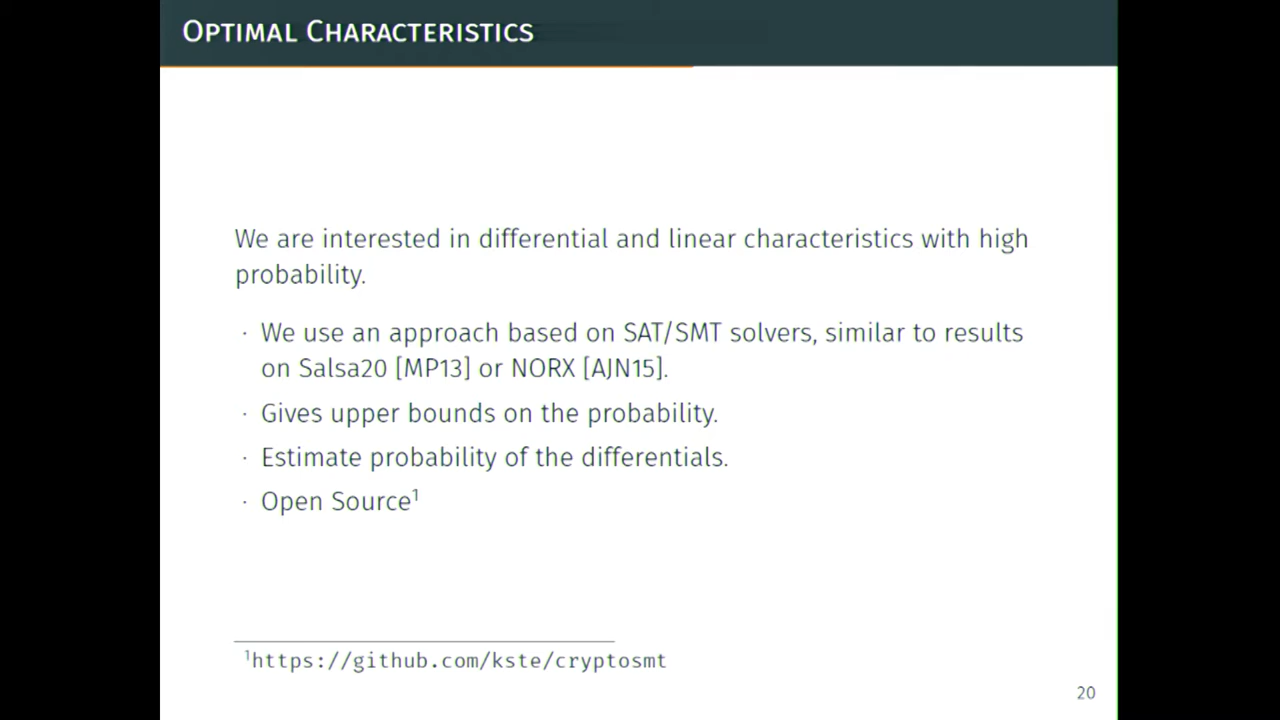 OPTIMAL CHARACTERISTICS
We are interested in differential and linear characteristics with high
probability.
· We use an approach based on SAT/SMT solvers, similar to results
on Salsa20 [MP13] or NORX [AJN15].
· Gives upper bounds on the probability.
· Estimate probability of the differentials.
· Open Source¹
¹https://github.com/kste/cryptosmt
20